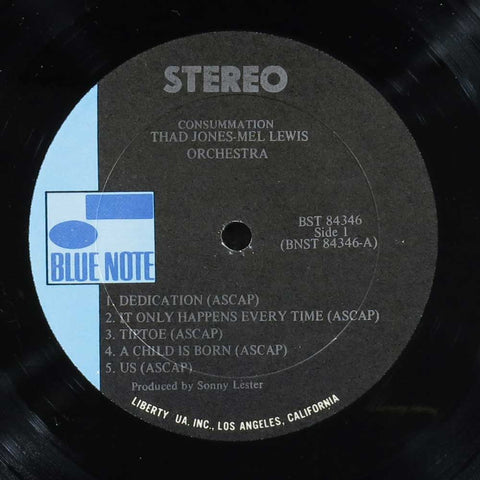 STEREO
CONSUMMATION
THAD JONES-MEL LEWIS
ORCHESTRA
BST 84346
Side 1
(BNST 84346-A)
BLUE NOTE
1. DEDICATION (ASCAP)
2. IT ONLY HAPPENS EVERY TIME (ASCAP)
3. TIPTOE (ASCAP)
4. A CHILD IS BORN (ASCAP)
5. US (ASCAP)
Produced by Sonny Lester
LIBERTY UA. INC., LOS ANGELES, CALIFORNIA